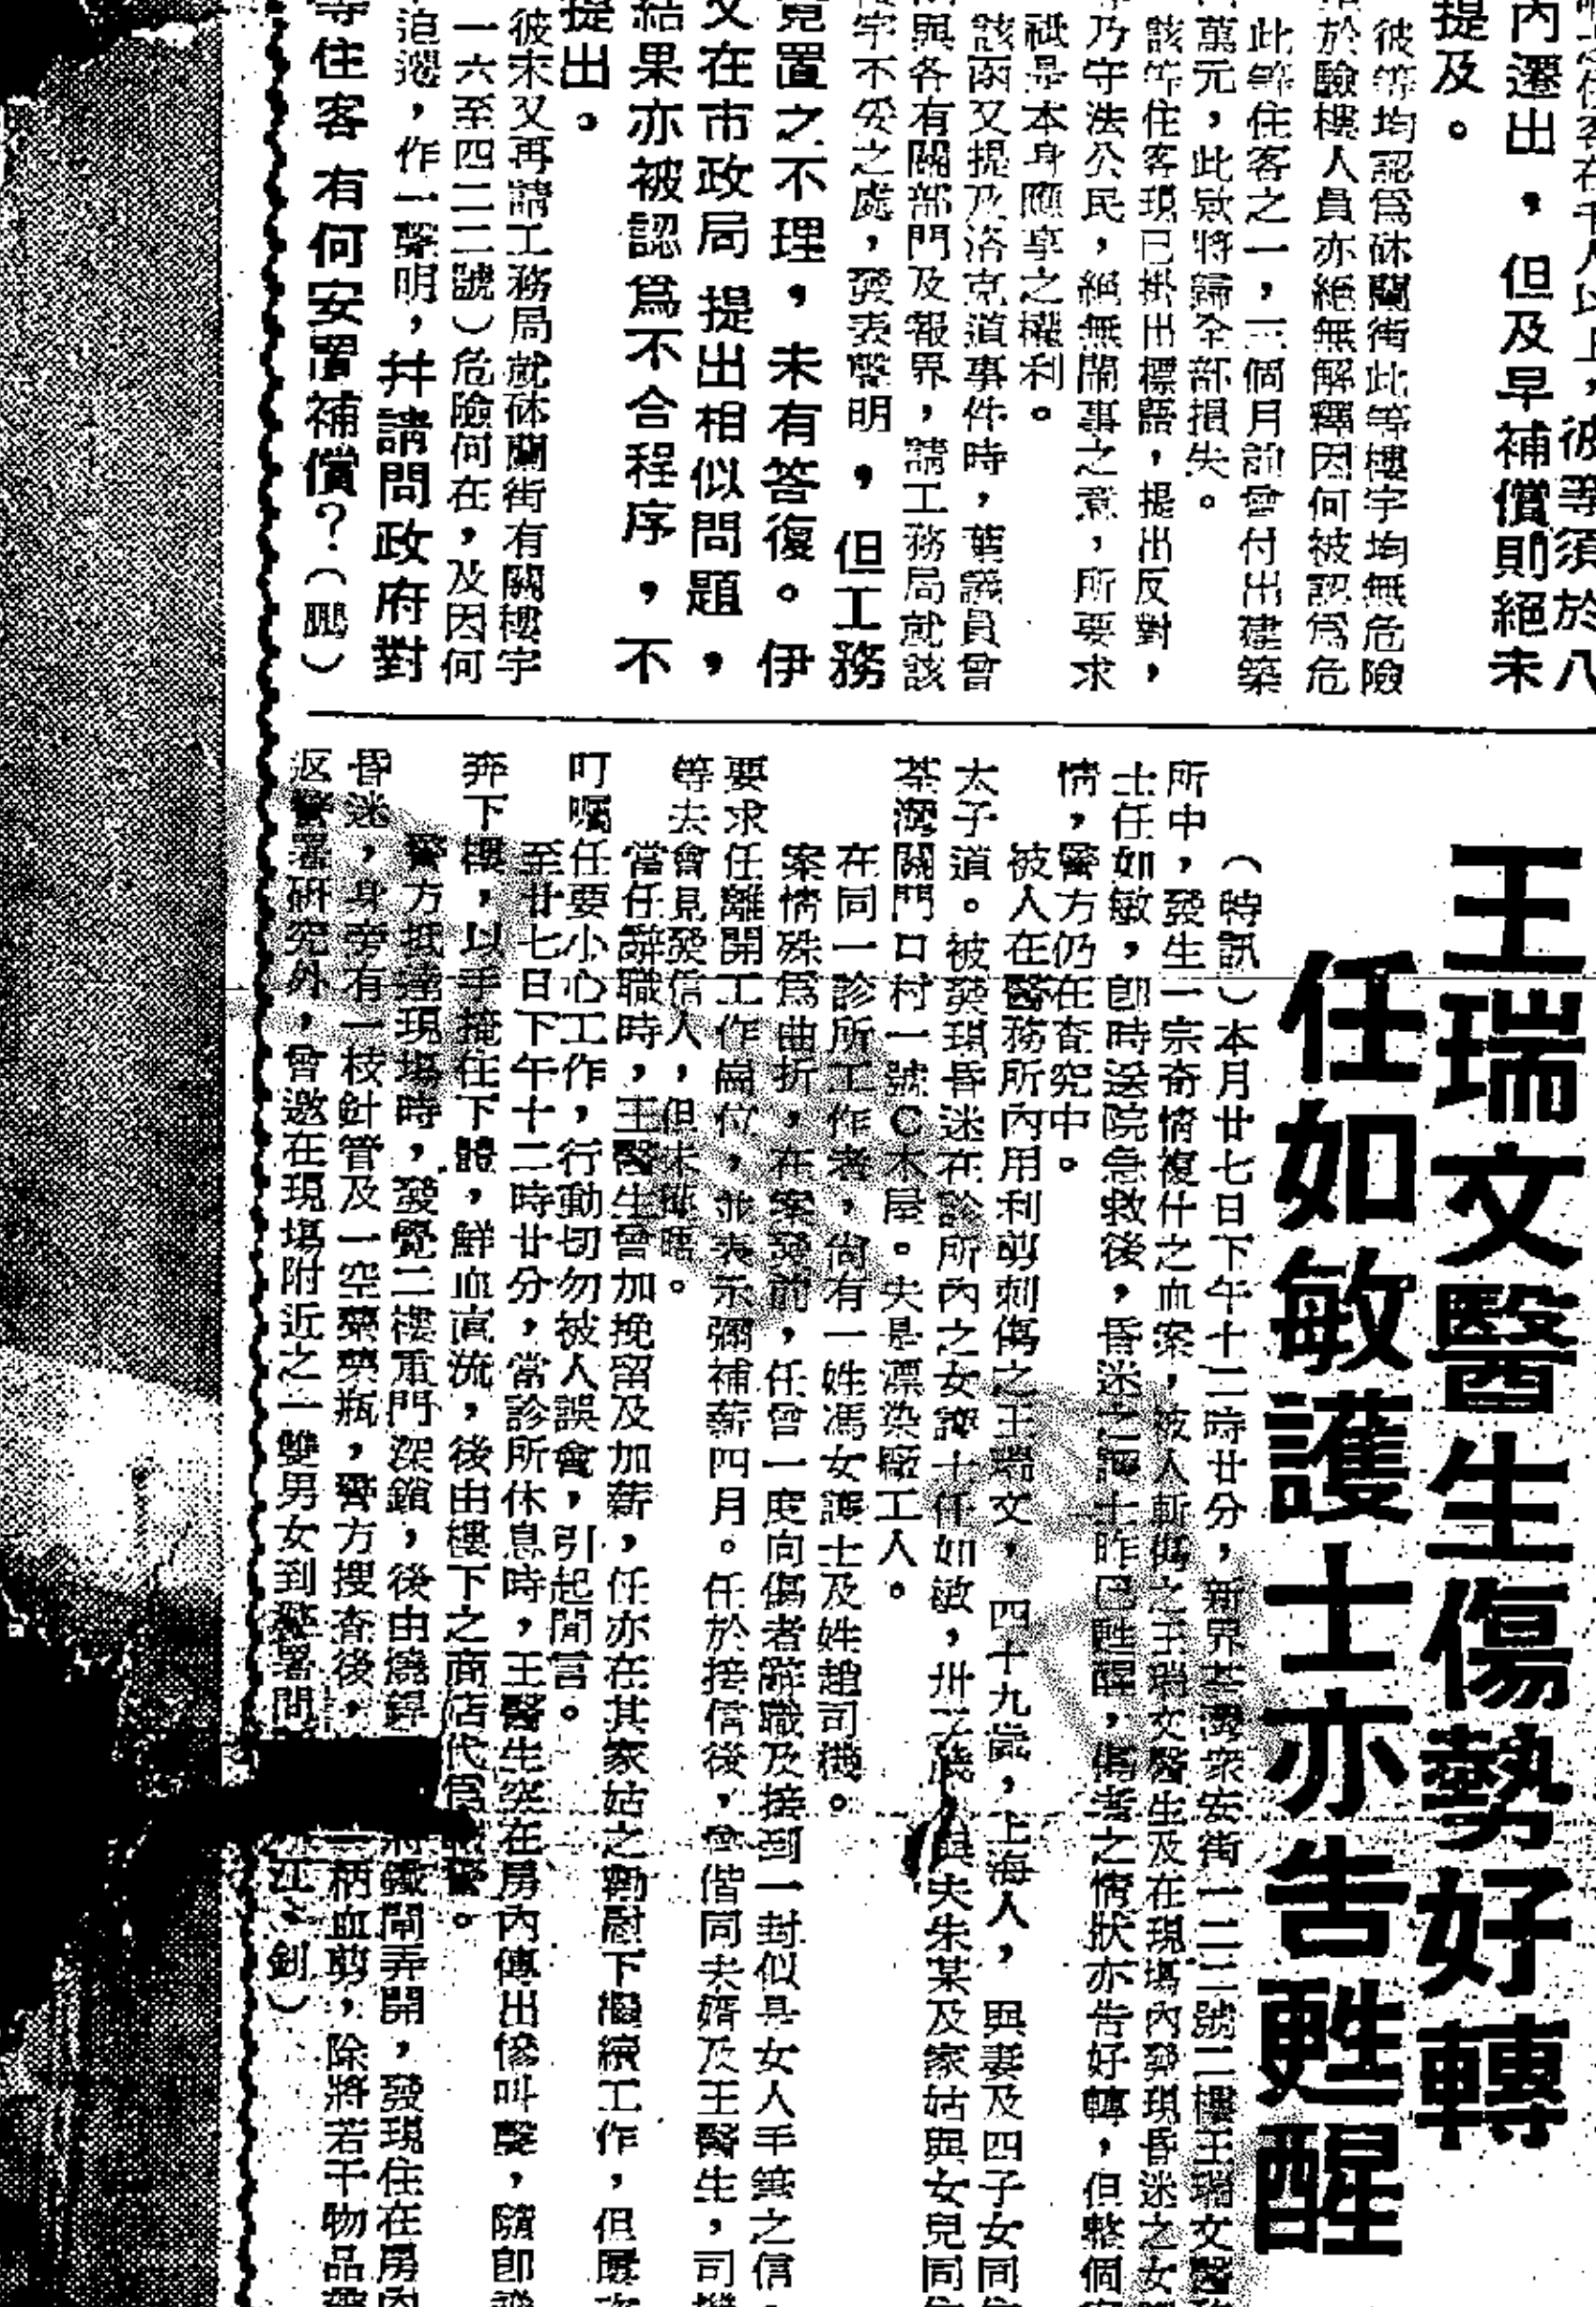 內遷出，但及早補償則絕未
提及。
彼等均認爲砵蘭街此等樓宇均無危險
於驗樓人員亦絕無解釋因何被認爲危
此等住客之一，三個月前曾付出建築
萬元，此欵將歸全部損失。
該等住客現已掛出標語，提出反對，
乃守法公民，絕無鬧事之意，所要求
祗是本身應享之權利。
該函又提及洛克道事件時，葉議員曾
與各有關部門及報界，請工務局就該
宇不妥之處，發表聲明，但工務
竟置之不理，未有答復。伊
又在市政局提出相似問題，
結果亦被認爲不合程序，不
提出。
彼末又再請工務局就砵蘭街有關樓宇
一六至四二二號）危險何在，及因何
迫遷，作一聲明，并請問政府對
等住客有何安置補償？（鵬）
王瑞文醫生傷勢好轉
任如敏護士亦告甦醒
（特訊）本月廿七日下午十二時廿分，新界荃灣衆安街一二二號二樓王瑞文醫
所中，發生一宗奇情複什之血案，被人斬傷之王瑞文醫生及在現塲內發現昏迷之女
士任如敏，卽時送院急救後，昏迷之護士昨已甦醒，傷者之情狀亦告好轉，但整個
情，警方仍在査究中。
被人在醫務所內用利剪刺傷之王瑞文，四十九歲，上海人，與妻及四子女同
太子道。被發現昏迷在診所內之女護士任如敏，卅　歲，與夫朱某及家姑與女兒同
荃灣關門口村一號C木屋。夫是漂染廠工人。
在同一診所工作者，尙有一姓馮女護士及姓趙司機。
案情殊爲曲折，在案發前，任曾一度向傷者辭職及接到一封似是女人手筆之信，
要求任離開工作崗位，並表示彌補薪四月。任於接信後，曾偕同夫婿及王醫生，司
等去會見發信人，但未　晤。
當任辭職時，王醫生曾加挽留及加薪，任亦在其家姑之勸慰下繼續工作，但屢
叮囑任要小心工作，行動切勿被人誤會，引起閒言。
至廿七日下午十二時廿分，當診所休息時，王醫生突在房內傳出慘叫聲，隨卽
奔下樓，以手掩住下體，鮮血直流，後由樓下之商店代爲報警。
警方抵達現塲時，發覺二樓重門深鎖，後由燒銲　將鐵閘弄開，發現住在房內
昏迷，身旁有一枝針管及一空藥藥瓶，警方搜査後，　一柄血剪，除將若干物品
返警署研究外，曾邀在現塲附近之一雙男女到警署問　江、釗）